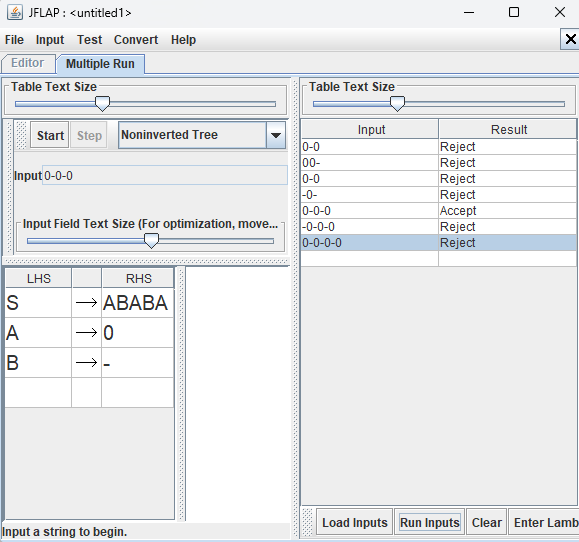 JFLAP : <untitled1>
File Input Test Convert Help
Editor Multiple Run
Table Text Size
Start Step Noninverted Tree
Input 0-0-0
Input Field Text Size (For optimization, move...
LHS RHS
S → ABABA
A → 0
B → -
Input a string to begin.
Table Text Size
Input Result
0-0 Reject
00- Reject
0-0 Reject
-0- Reject
0-0-0 Accept
-0-0-0 Reject
0-0-0-0 Reject
Load Inputs Run Inputs Clear Enter Lamb